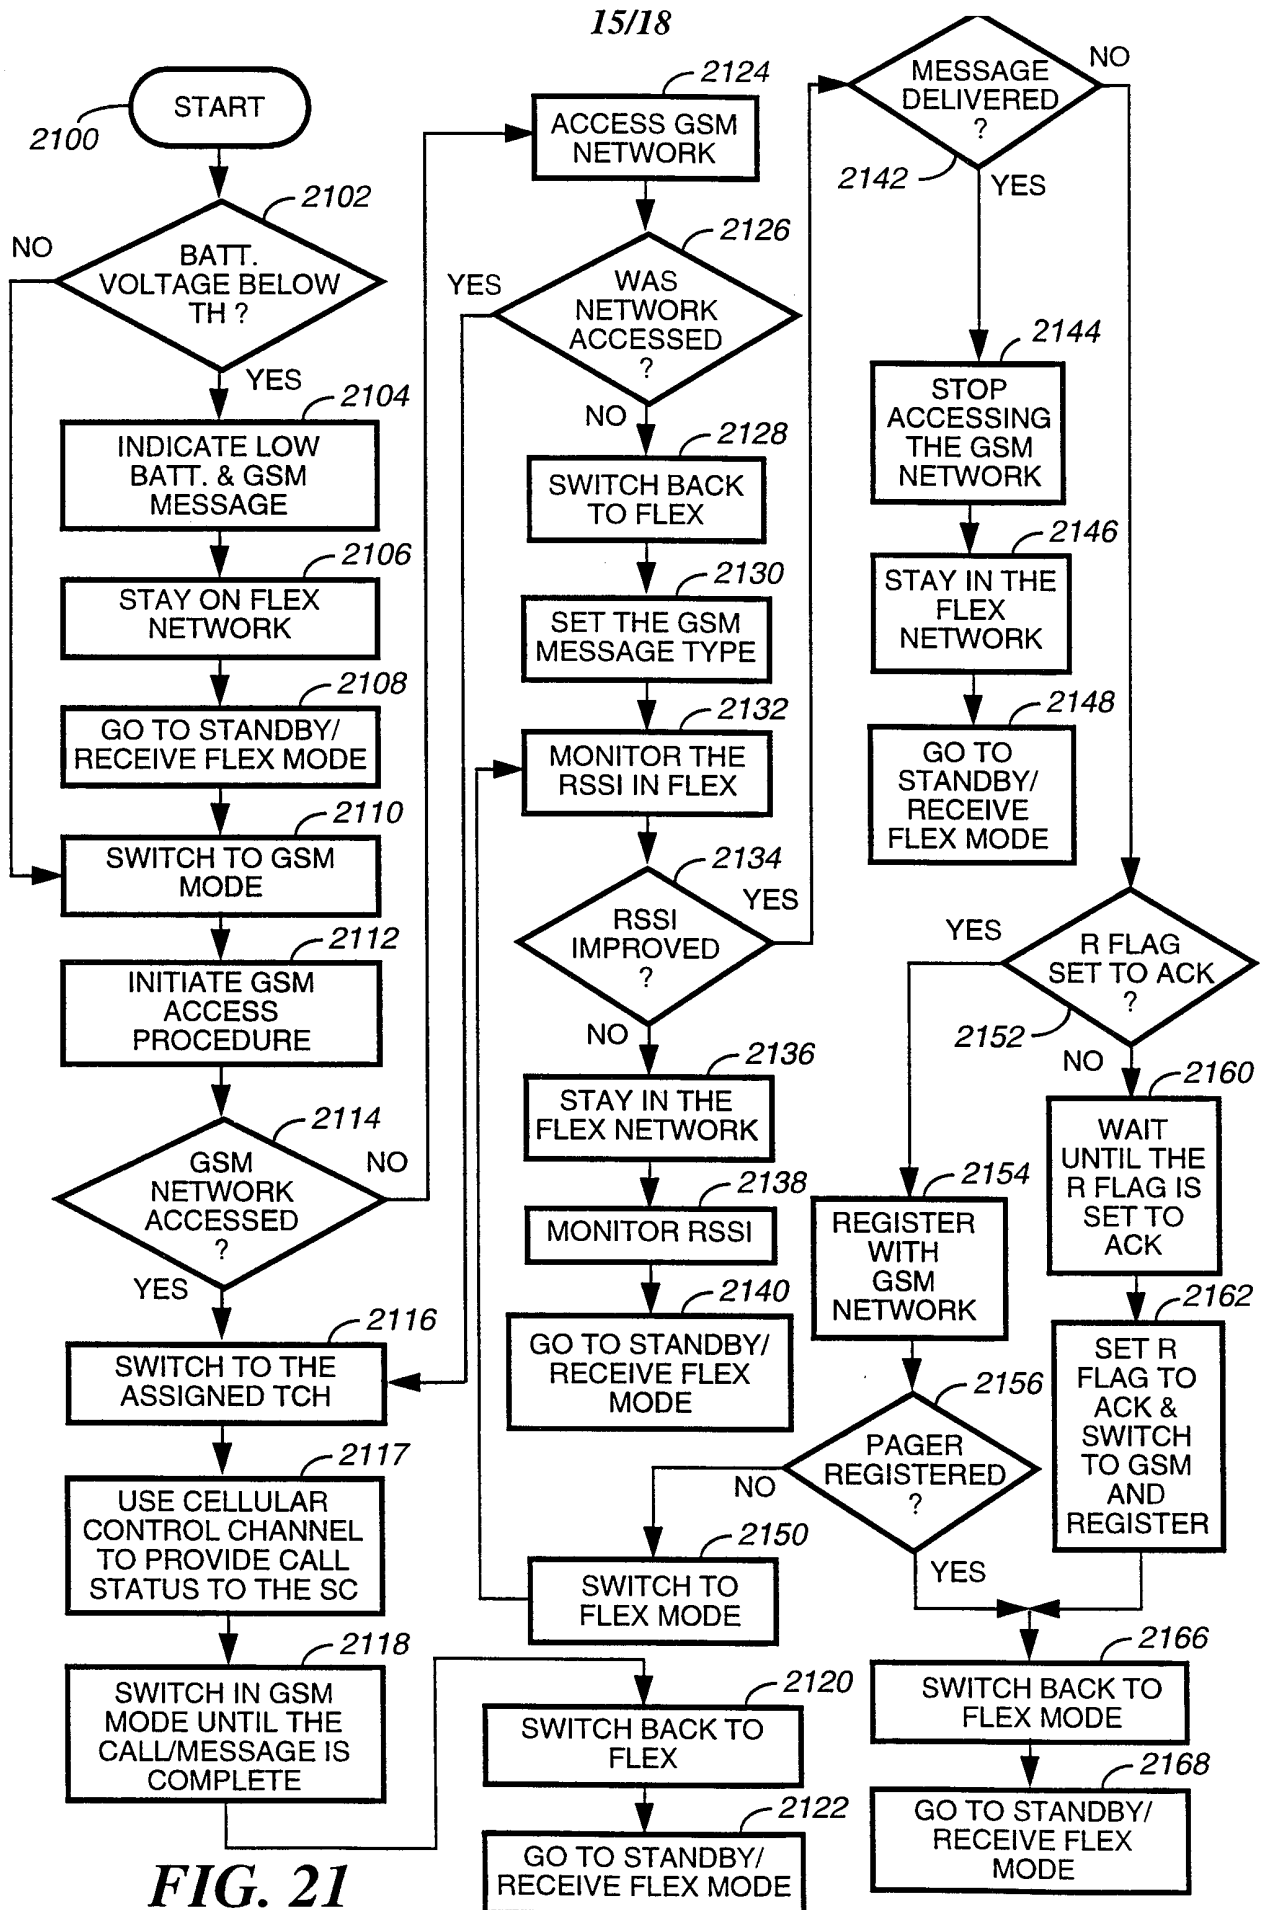 15/18
START
2100
2102
NO
BATT.
VOLTAGE BELOW
TH ?
YES
2104
INDICATE LOW
BATT. & GSM
MESSAGE
2106
STAY ON FLEX
NETWORK
2108
GO TO STANDBY/
RECEIVE FLEX MODE
2110
SWITCH TO GSM
MODE
2112
INITIATE GSM
ACCESS
PROCEDURE
2114
GSM
NETWORK
ACCESSED
?
NO
YES
2116
SWITCH TO THE
ASSIGNED TCH
2117
USE CELLULAR
CONTROL CHANNEL
TO PROVIDE CALL
STATUS TO THE SC
2118
SWITCH IN GSM
MODE UNTIL THE
CALL/MESSAGE IS
COMPLETE
2124
ACCESS GSM
NETWORK
2126
YES
WAS
NETWORK
ACCESSED
?
NO
2128
SWITCH BACK
TO FLEX
2130
SET THE GSM
MESSAGE TYPE
2132
MONITOR THE
RSSI IN FLEX
2134
YES
RSSI
IMPROVED
?
NO
2136
STAY IN THE
FLEX NETWORK
2138
MONITOR RSSI
2140
GO TO STANDBY/
RECEIVE FLEX
MODE
2150
SWITCH TO
FLEX MODE
2120
SWITCH BACK TO
FLEX
2122
GO TO STANDBY/
RECEIVE FLEX MODE
MESSAGE
DELIVERED
?
NO
2142
YES
2144
STOP
ACCESSING
THE GSM
NETWORK
2146
STAY IN THE
FLEX
NETWORK
2148
GO TO
STANDBY/
RECEIVE
FLEX MODE
YES
R FLAG
SET TO ACK
?
2152
NO
2154
REGISTER
WITH
GSM
NETWORK
2156
PAGER
REGISTERED
?
NO
YES
2160
WAIT
UNTIL THE
R FLAG IS
SET TO
ACK
2162
SET R
FLAG TO
ACK &
SWITCH
TO GSM
AND
REGISTER
2166
SWITCH BACK TO
FLEX MODE
2168
GO TO STANDBY/
RECEIVE FLEX
MODE
FIG. 21